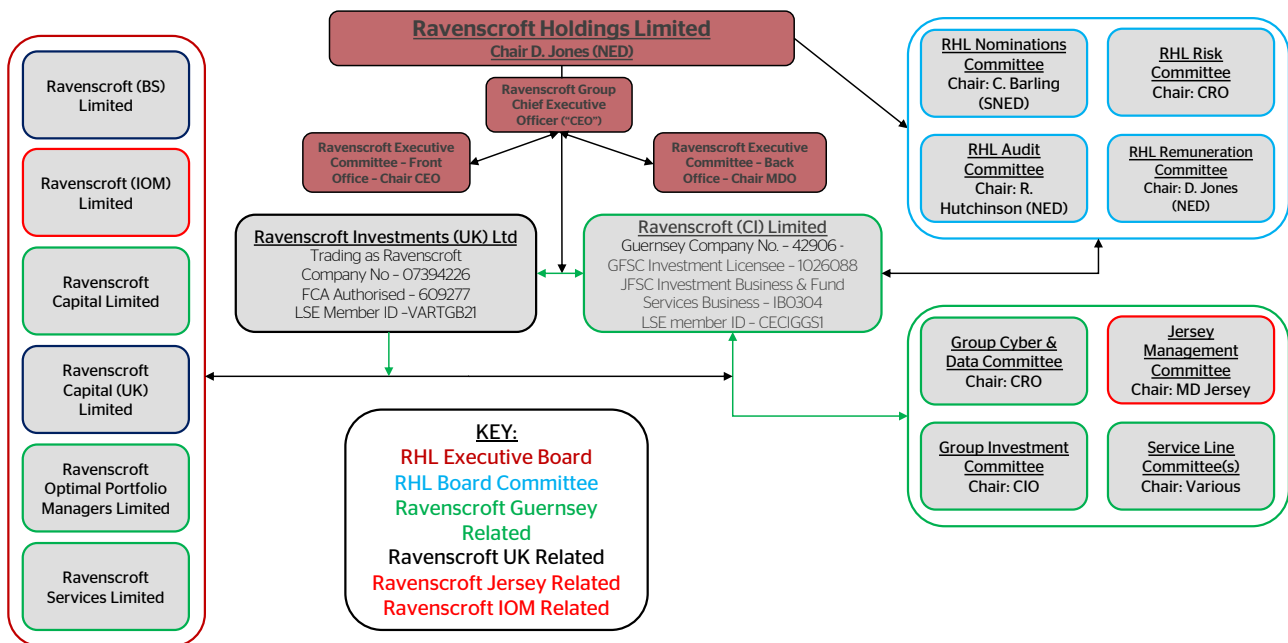 Ravenscroft Holdings Limited
Chair D. Jones (NED)
Ravenscroft Group
Chief Executive
Officer ("CEO")
Ravenscroft Executive
Committee – Front
Office – Chair CEO
Ravenscroft Executive
Committee – Back
Office – Chair MDO
Ravenscroft (BS)
Limited
Ravenscroft (IOM)
Limited
Ravenscroft
Capital Limited
Ravenscroft
Capital (UK)
Limited
Ravenscroft
Optimal Portfolio
Managers Limited
Ravenscroft
Services Limited
Ravenscroft Investments (UK) Ltd
Trading as Ravenscroft
Company No – 07394226
FCA Authorised – 609277
LSE Member ID –VARTGB21
Ravenscroft (CI) Limited
Guernsey Company No. – 42906 -
GFSC Investment Licensee – 1026088
JFSC Investment Business & Fund
Services Business – IB0304
LSE member ID – CECIGGS1
RHL Nominations
Committee
Chair: C. Barling
(SNED)
RHL Risk
Committee
Chair: CRO
RHL Audit
Committee
Chair: R.
Hutchinson (NED)
RHL Remuneration
Committee
Chair: D. Jones
(NED)
Group Cyber &
Data Committee
Chair: CRO
Jersey
Management
Committee
Chair: MD Jersey
Group Investment
Committee
Chair: CIO
Service Line
Committee(s)
Chair: Various
KEY:
RHL Executive Board
RHL Board Committee
Ravenscroft Guernsey
Related
Ravenscroft UK Related
Ravenscroft Jersey Related
Ravenscroft IOM Related